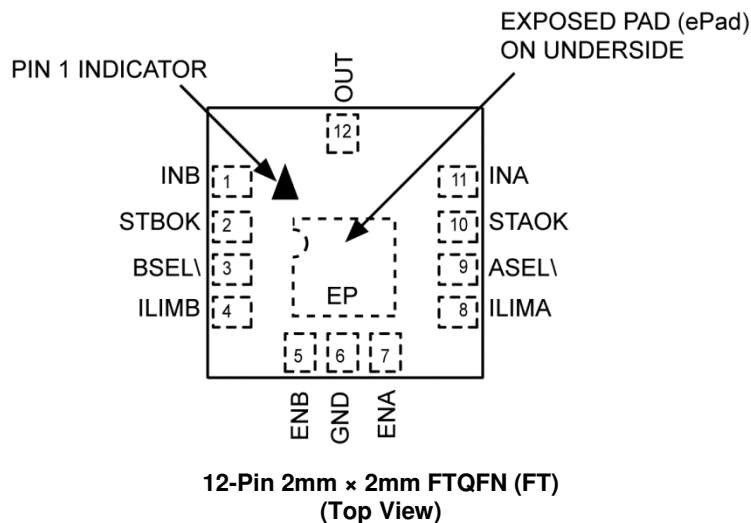 EXPOSED PAD (ePad)
ON UNDERSIDE
PIN 1 INDICATOR
OUT
12
INB 1
11 INA
STBOK 2
10 STAOK
BSEL\ 3
9 ASEL\
ILIMB 4
EP
8 ILIMA
5 6 7
ENB GND ENA
12-Pin 2mm × 2mm FTQFN (FT)
(Top View)